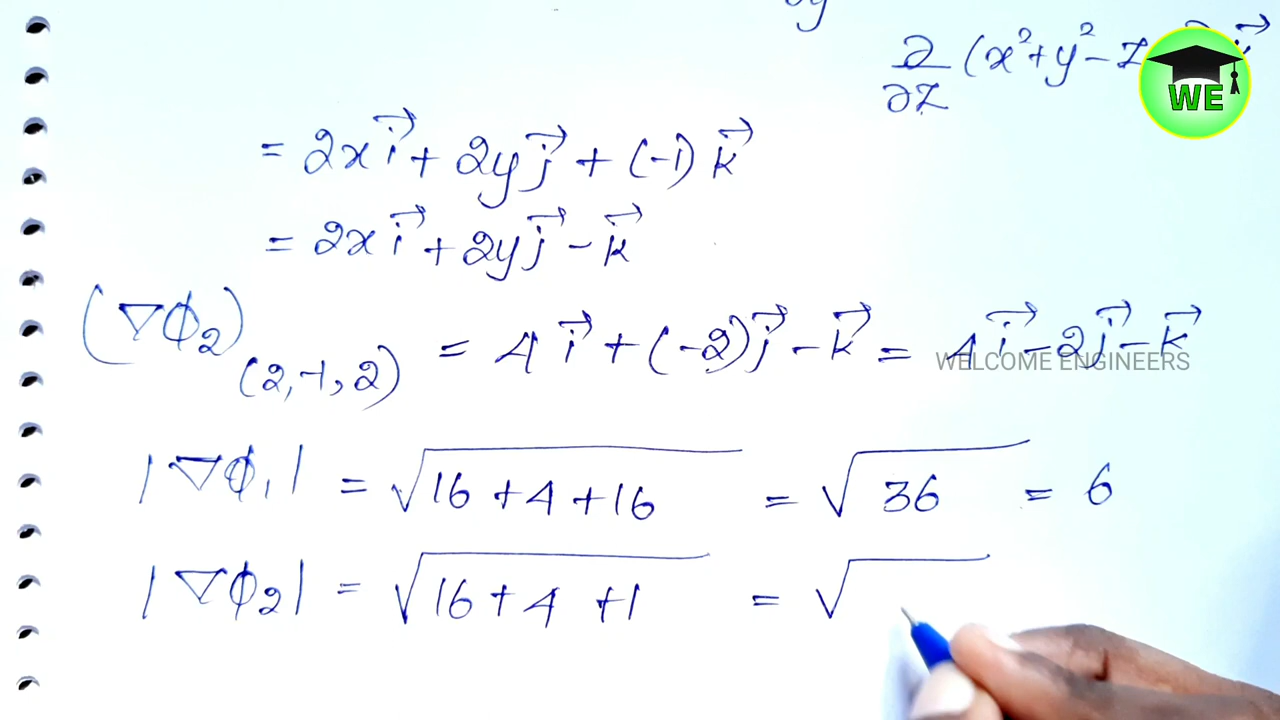 ∂/∂z (x² + y² - z
WE
= 2x i⃗ + 2y j⃗ + (-1) k⃗
= 2x i⃗ + 2y j⃗ - k⃗
(∇ϕ₂)(2,-1,2) = 4 i⃗ + (-2) j⃗ - k⃗ = 4 i⃗ - 2 j⃗ - k⃗
WELCOME ENGINEERS
|∇ϕ₁| = √(16 + 4 + 16) = √36 = 6
|∇ϕ₂| = √(16 + 4 + 1) = √